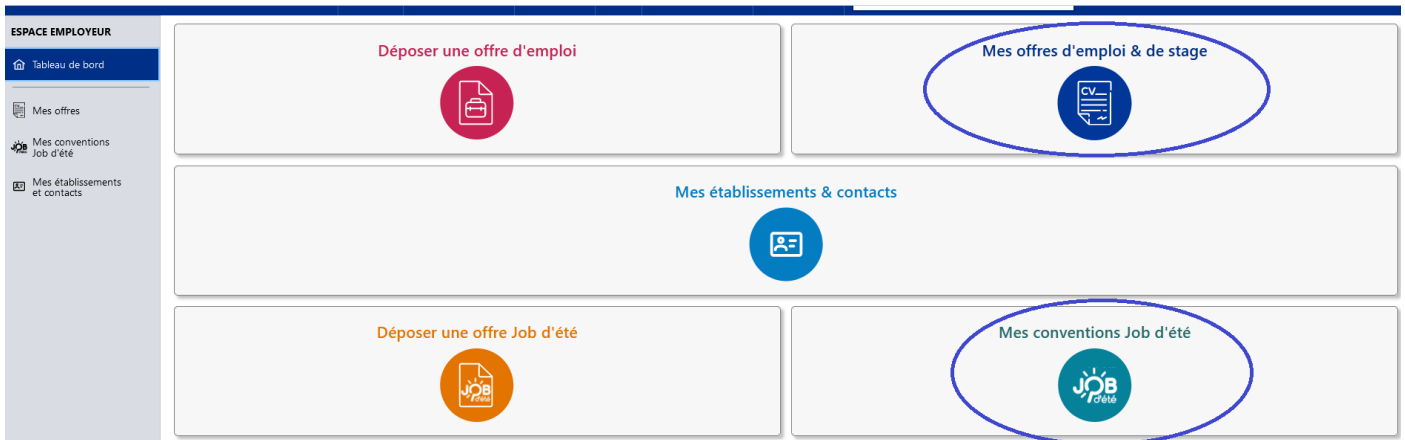 ESPACE EMPLOYEUR
Tableau de bord
Mes offres
Mes conventions
Job d'été
Mes établissements
et contacts
Déposer une offre d'emploi
Mes offres d'emploi & de stage
CV
Mes établissements & contacts
Déposer une offre Job d'été
JOB
d'été
Mes conventions Job d'été
JOB
d'été